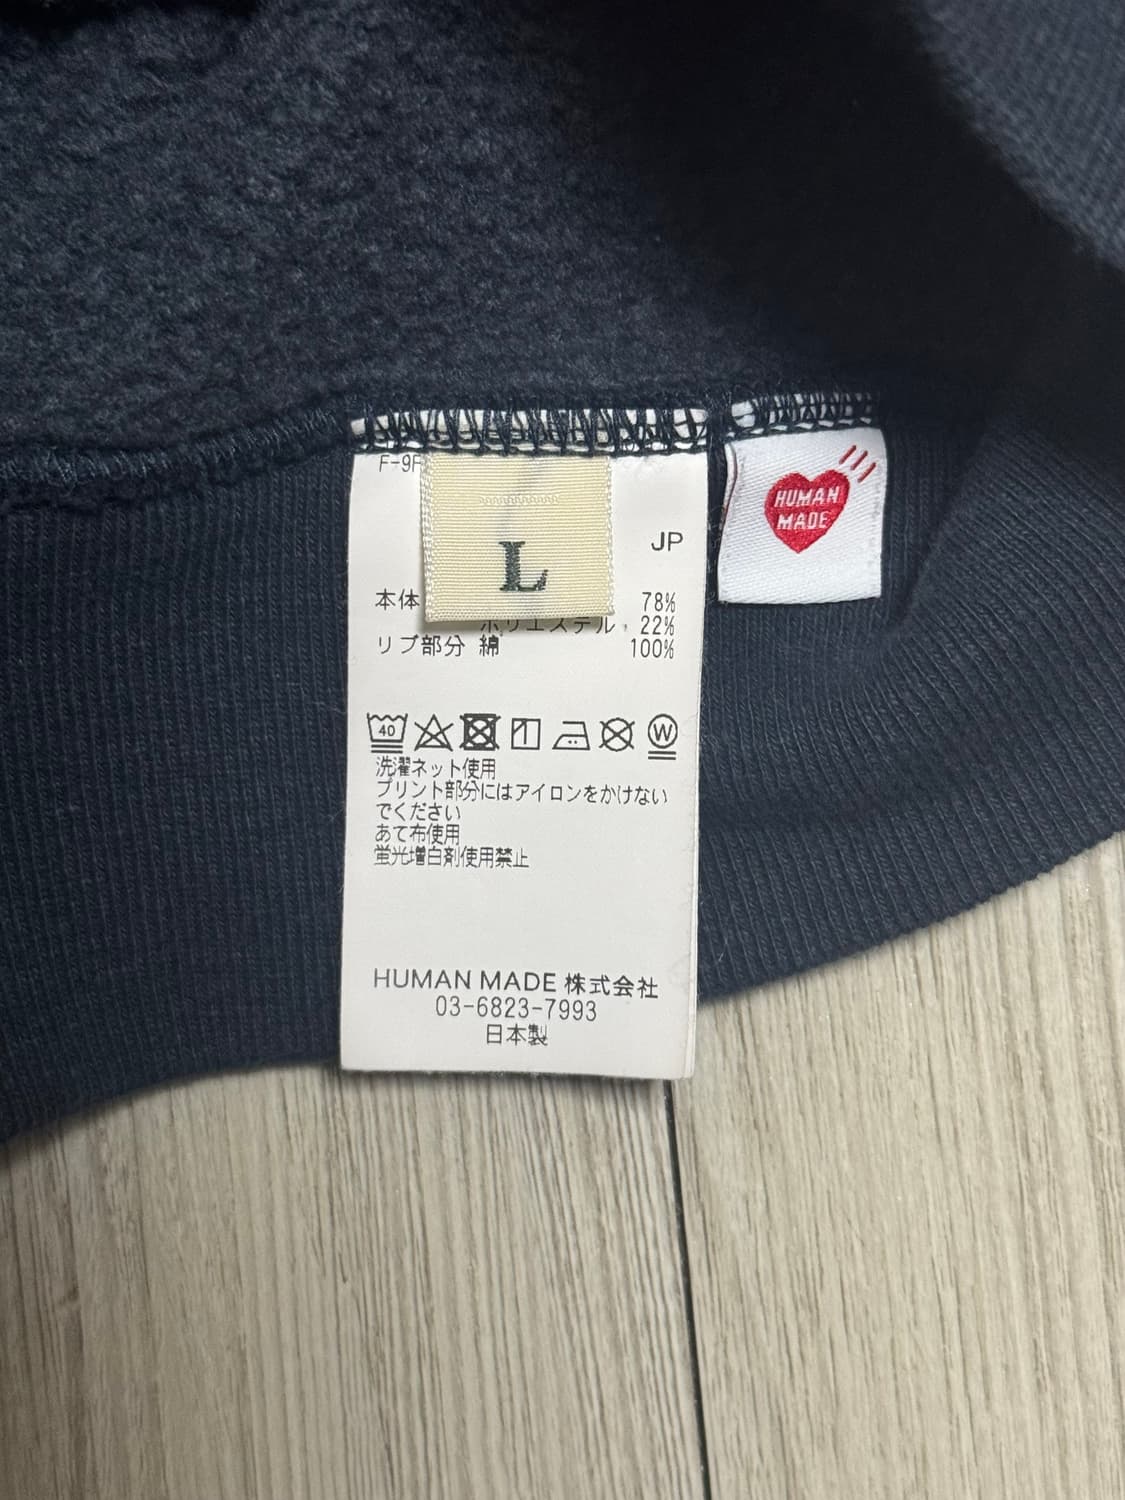 F-9F
L
JP
本体 78%
ポリエステル 22%
リブ部分 綿 100%
40
W
洗濯ネット使用
プリント部分にはアイロンをかけない
でください
あて布使用
蛍光増白剤使用禁止
HUMAN MADE 株式会社
03-6823-7993
日本製
HUMAN
MADE